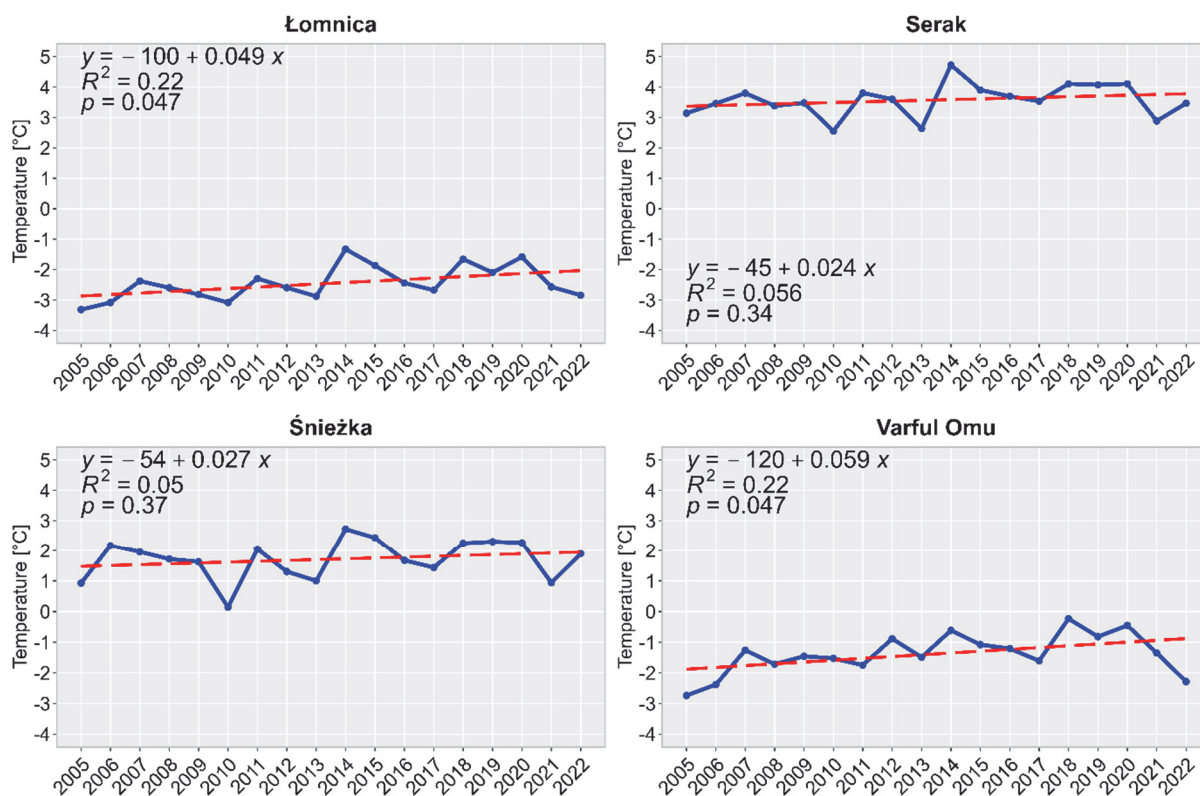 Łomnica
y = − 100 + 0.049 x
R² = 0.22
p = 0.047
Temperature [°C]
5
4
3
2
1
0
-1
-2
-3
-4
2005 2006 2007 2008 2009 2010 2011 2012 2013 2014 2015 2016 2017 2018 2019 2020 2021 2022
Serak
Temperature [°C]
5
4
3
2
1
0
-1
-2
-3
-4
y = − 45 + 0.024 x
R² = 0.056
p = 0.34
2005 2006 2007 2008 2009 2010 2011 2012 2013 2014 2015 2016 2017 2018 2019 2020 2021 2022
Śnieżka
y = − 54 + 0.027 x
R² = 0.05
p = 0.37
Temperature [°C]
5
4
3
2
1
0
-1
-2
-3
-4
2005 2006 2007 2008 2009 2010 2011 2012 2013 2014 2015 2016 2017 2018 2019 2020 2021 2022
Varful Omu
y = − 120 + 0.059 x
R² = 0.22
p = 0.047
Temperature [°C]
5
4
3
2
1
0
-1
-2
-3
-4
2005 2006 2007 2008 2009 2010 2011 2012 2013 2014 2015 2016 2017 2018 2019 2020 2021 2022